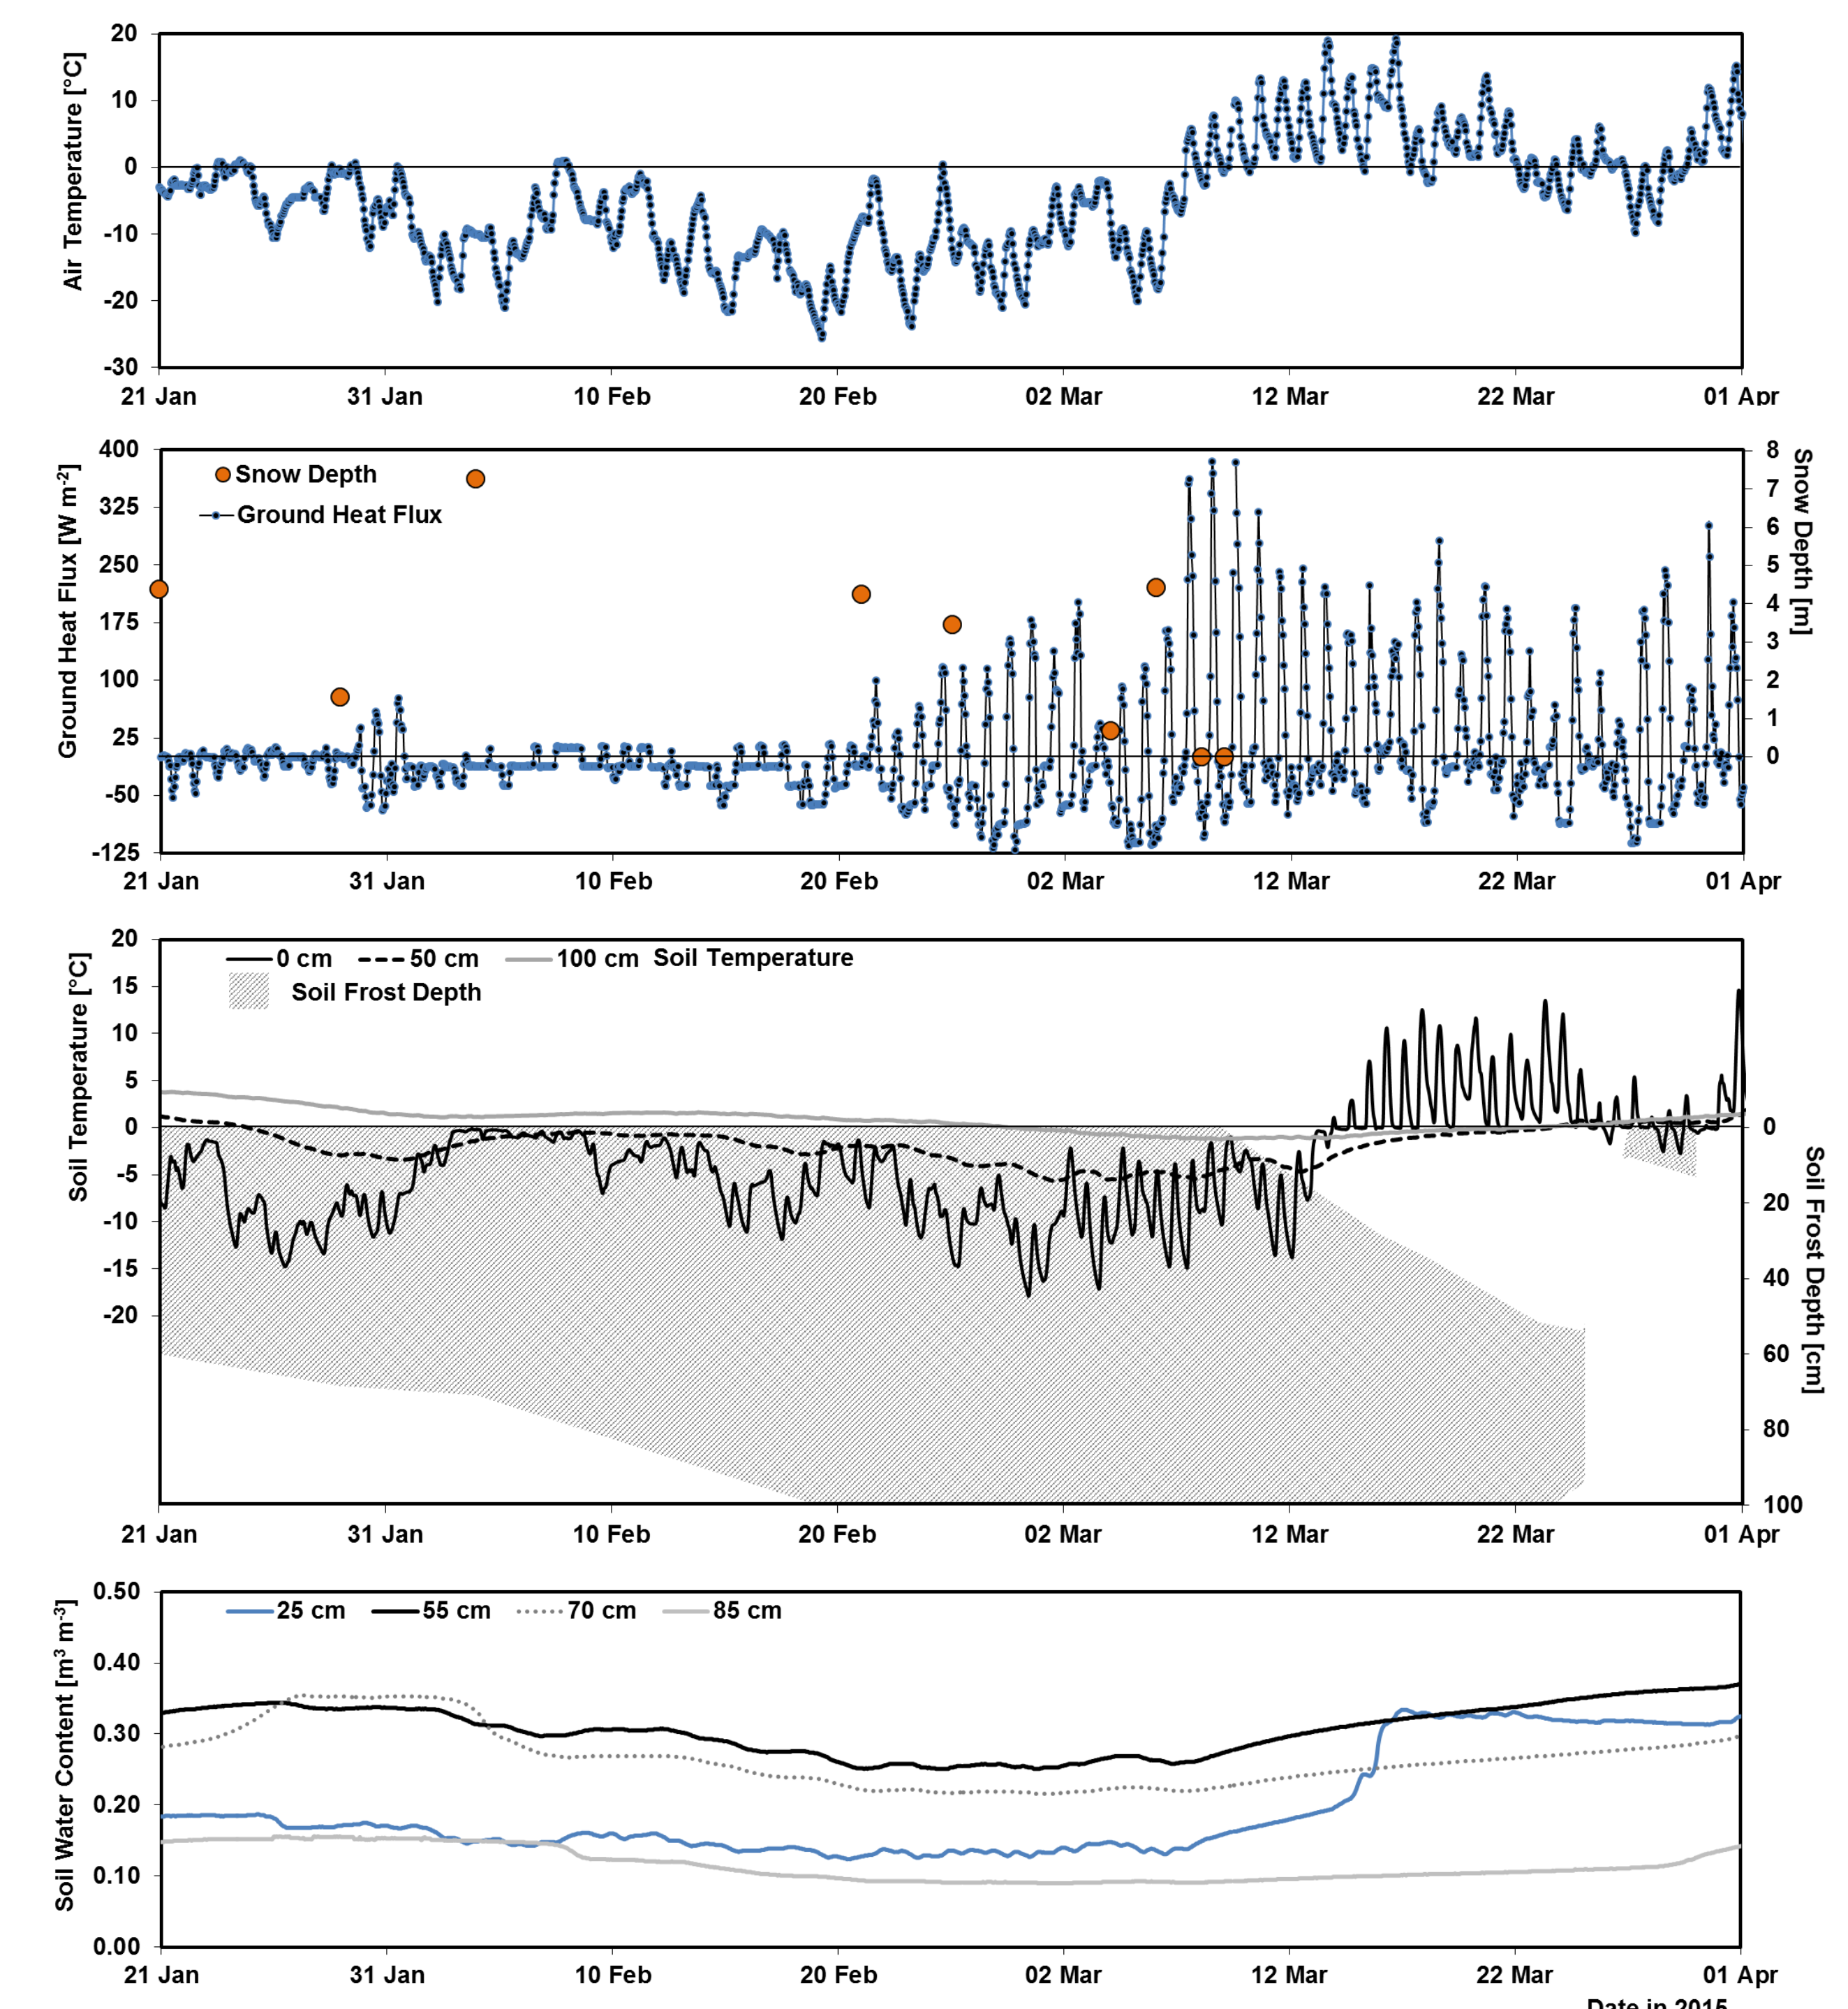 Air Temperature [°C]
20
10
0
-10
-20
-30
21 Jan 31 Jan 10 Feb 20 Feb 02 Mar 12 Mar 22 Mar 01 Apr
Ground Heat Flux [W m-2]
400
325
250
175
100
25
-50
-125
Snow Depth
Ground Heat Flux
8
7
6
5
4
3
2
1
0
Snow Depth [m]
21 Jan 31 Jan 10 Feb 20 Feb 02 Mar 12 Mar 22 Mar 01 Apr
Soil Temperature [°C]
20
15
10
5
0
-5
-10
-15
-20
0 cm 50 cm 100 cm Soil Temperature
Soil Frost Depth
0
20
40
60
80
100
Soil Frost Depth [cm]
21 Jan 31 Jan 10 Feb 20 Feb 02 Mar 12 Mar 22 Mar 01 Apr
Soil Water Content [m³ m-³]
0.50
0.40
0.30
0.20
0.10
0.00
25 cm 55 cm 70 cm 85 cm
21 Jan 31 Jan 10 Feb 20 Feb 02 Mar 12 Mar 22 Mar 01 Apr
Date in 2015